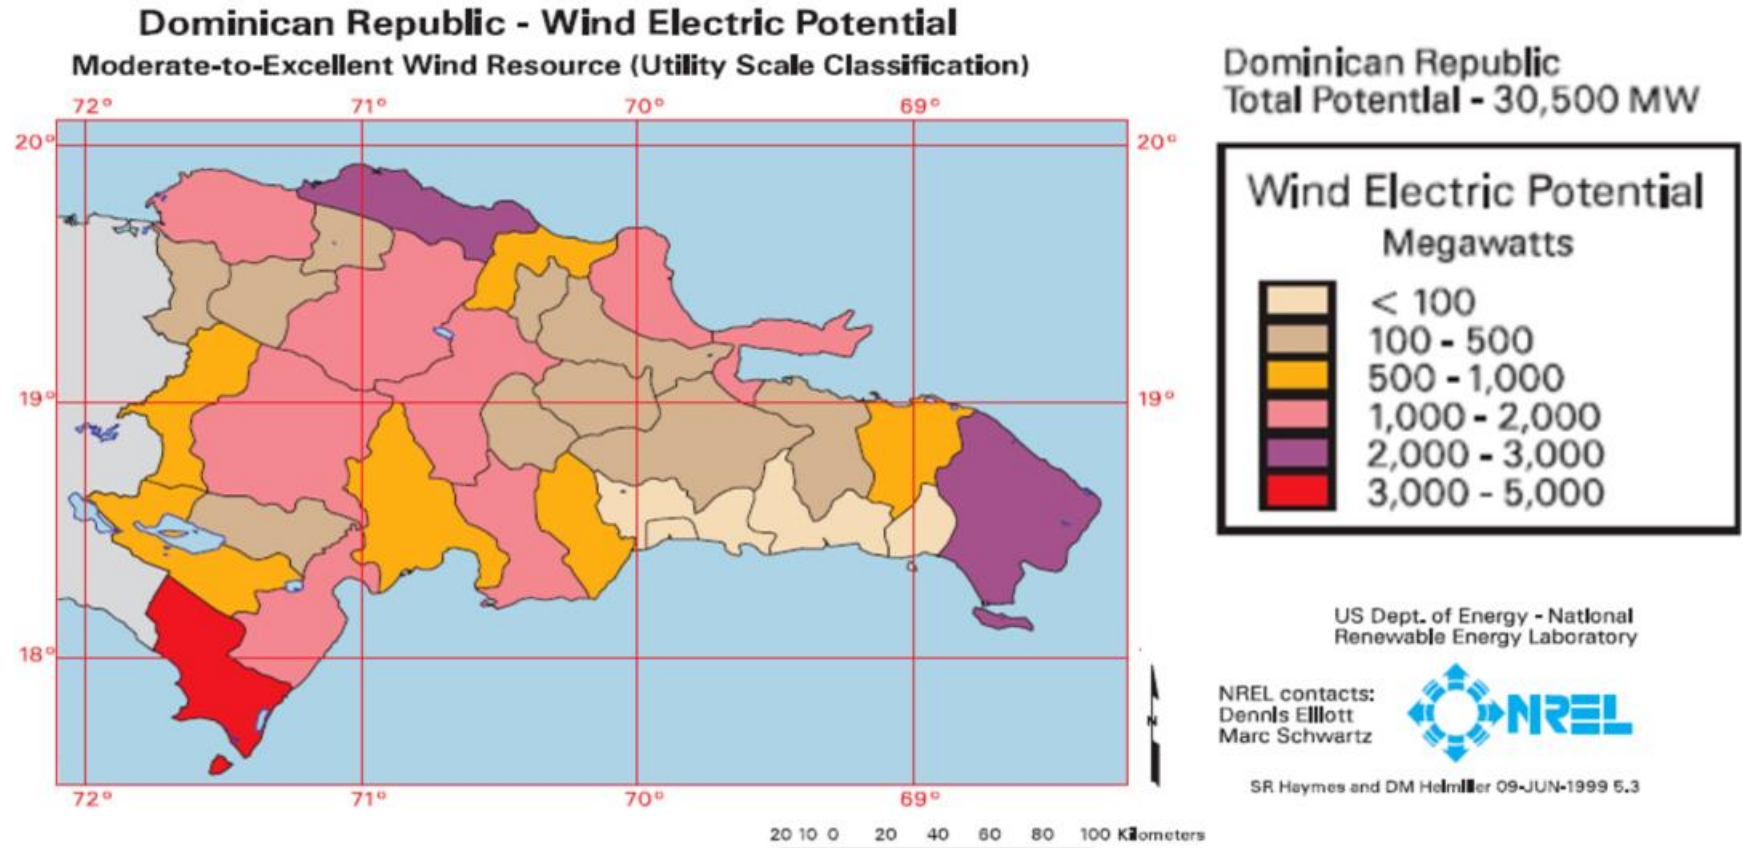 Dominican Republic - Wind Electric Potential
Moderate-to-Excellent Wind Resource (Utility Scale Classification)
72° 71° 70° 69°
20° 20°
19° 19°
18°
72° 71° 70° 69°
N
20 10 0 20 40 60 80 100 Kilometers
Dominican Republic
Total Potential - 30,500 MW
Wind Electric Potential
Megawatts
< 100
100 - 500
500 - 1,000
1,000 - 2,000
2,000 - 3,000
3,000 - 5,000
US Dept. of Energy - National
Renewable Energy Laboratory
NREL contacts:
Dennis Elliott
Marc Schwartz
NREL
SR Haymes and DM Heimiller 09-JUN-1999 5.3